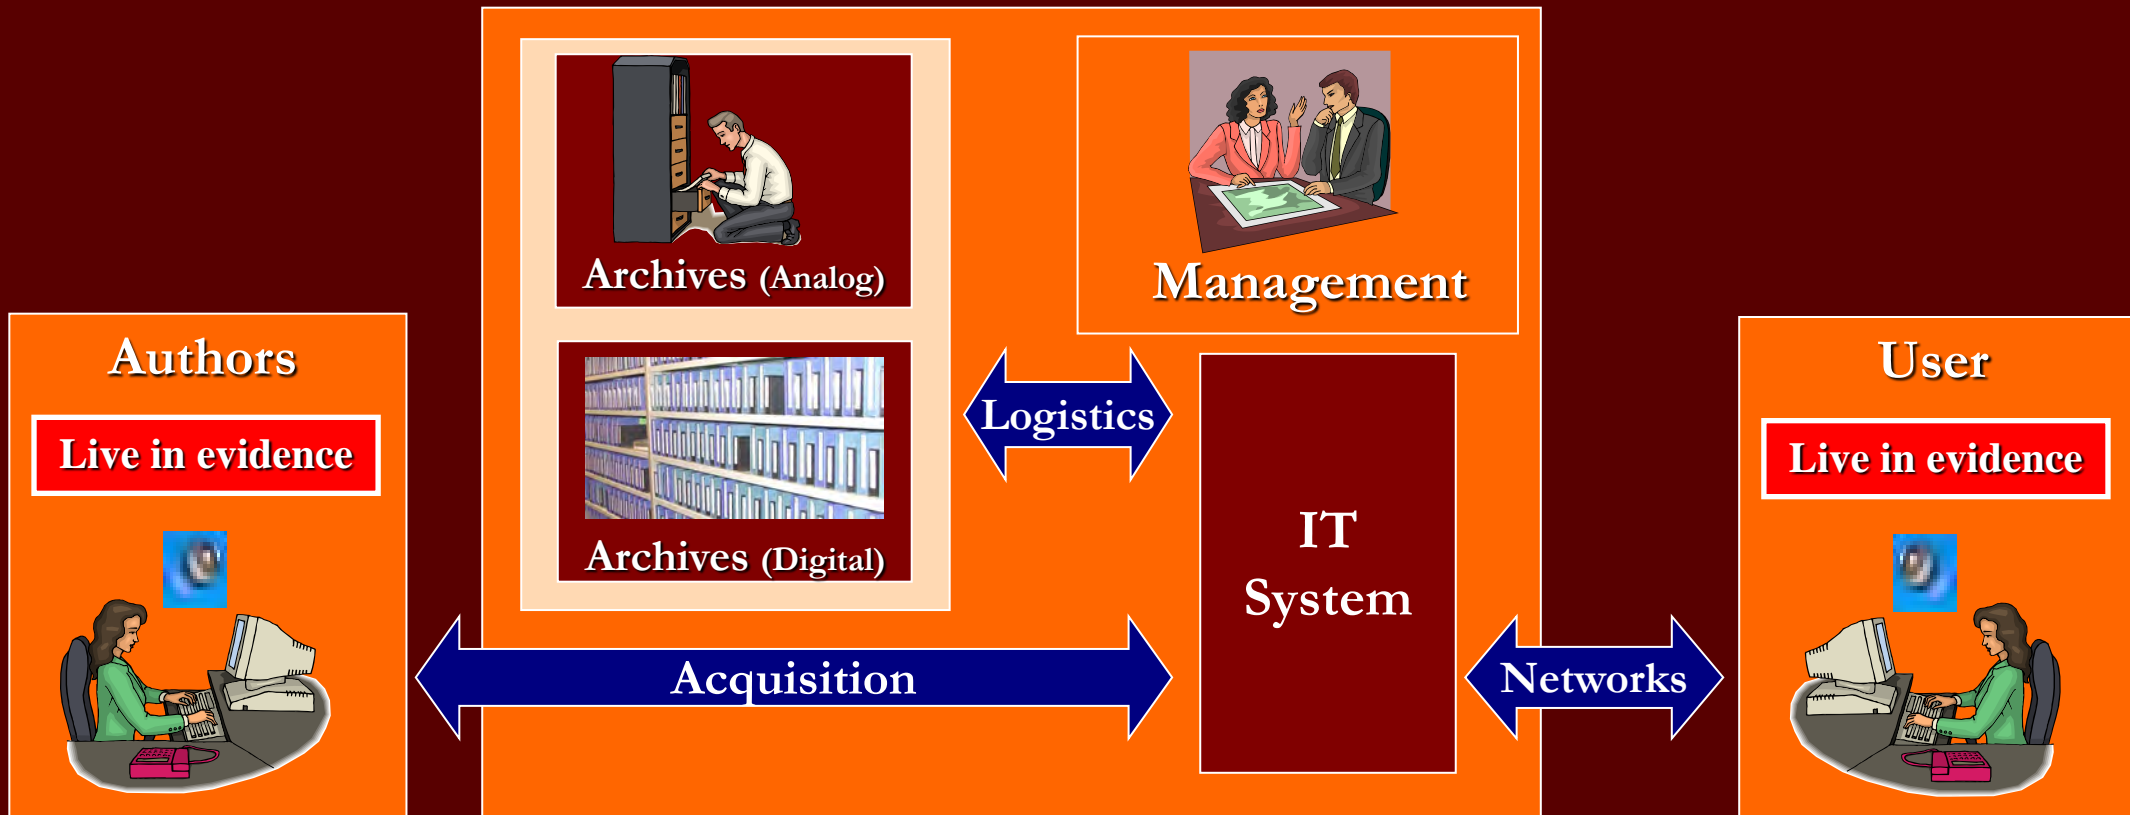 Archives (Analog)
Management
Authors
Live in evidence
Archives (Digital)
Logistics
IT
System
Acquisition
Networks
User
Live in evidence